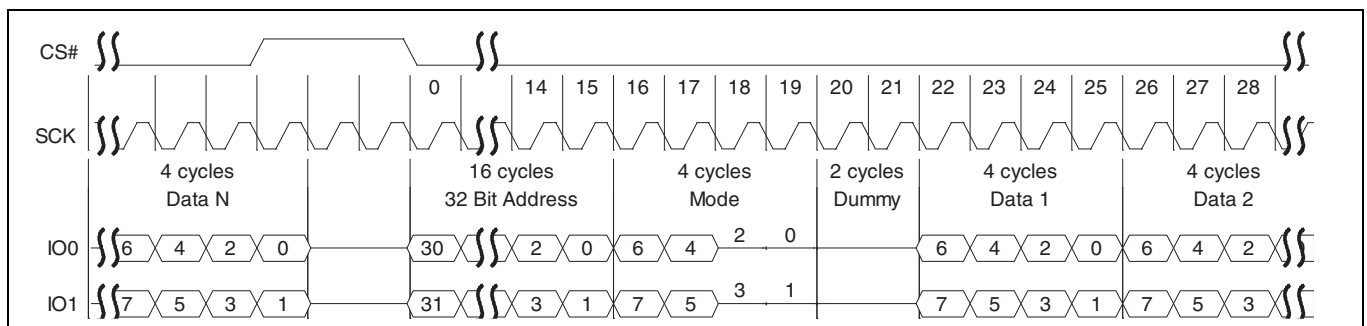 CS#
0 14 15 16 17 18 19 20 21 22 23 24 25 26 27 28
SCK
4 cycles 16 cycles 4 cycles 2 cycles 4 cycles 4 cycles
Data N 32 Bit Address Mode Dummy Data 1 Data 2
IO0 6 4 2 0 30 2 0 6 4 2 0 6 4 2 0 6 4 2
IO1 7 5 3 1 31 3 1 7 5 3 1 7 5 3 1 7 5 3